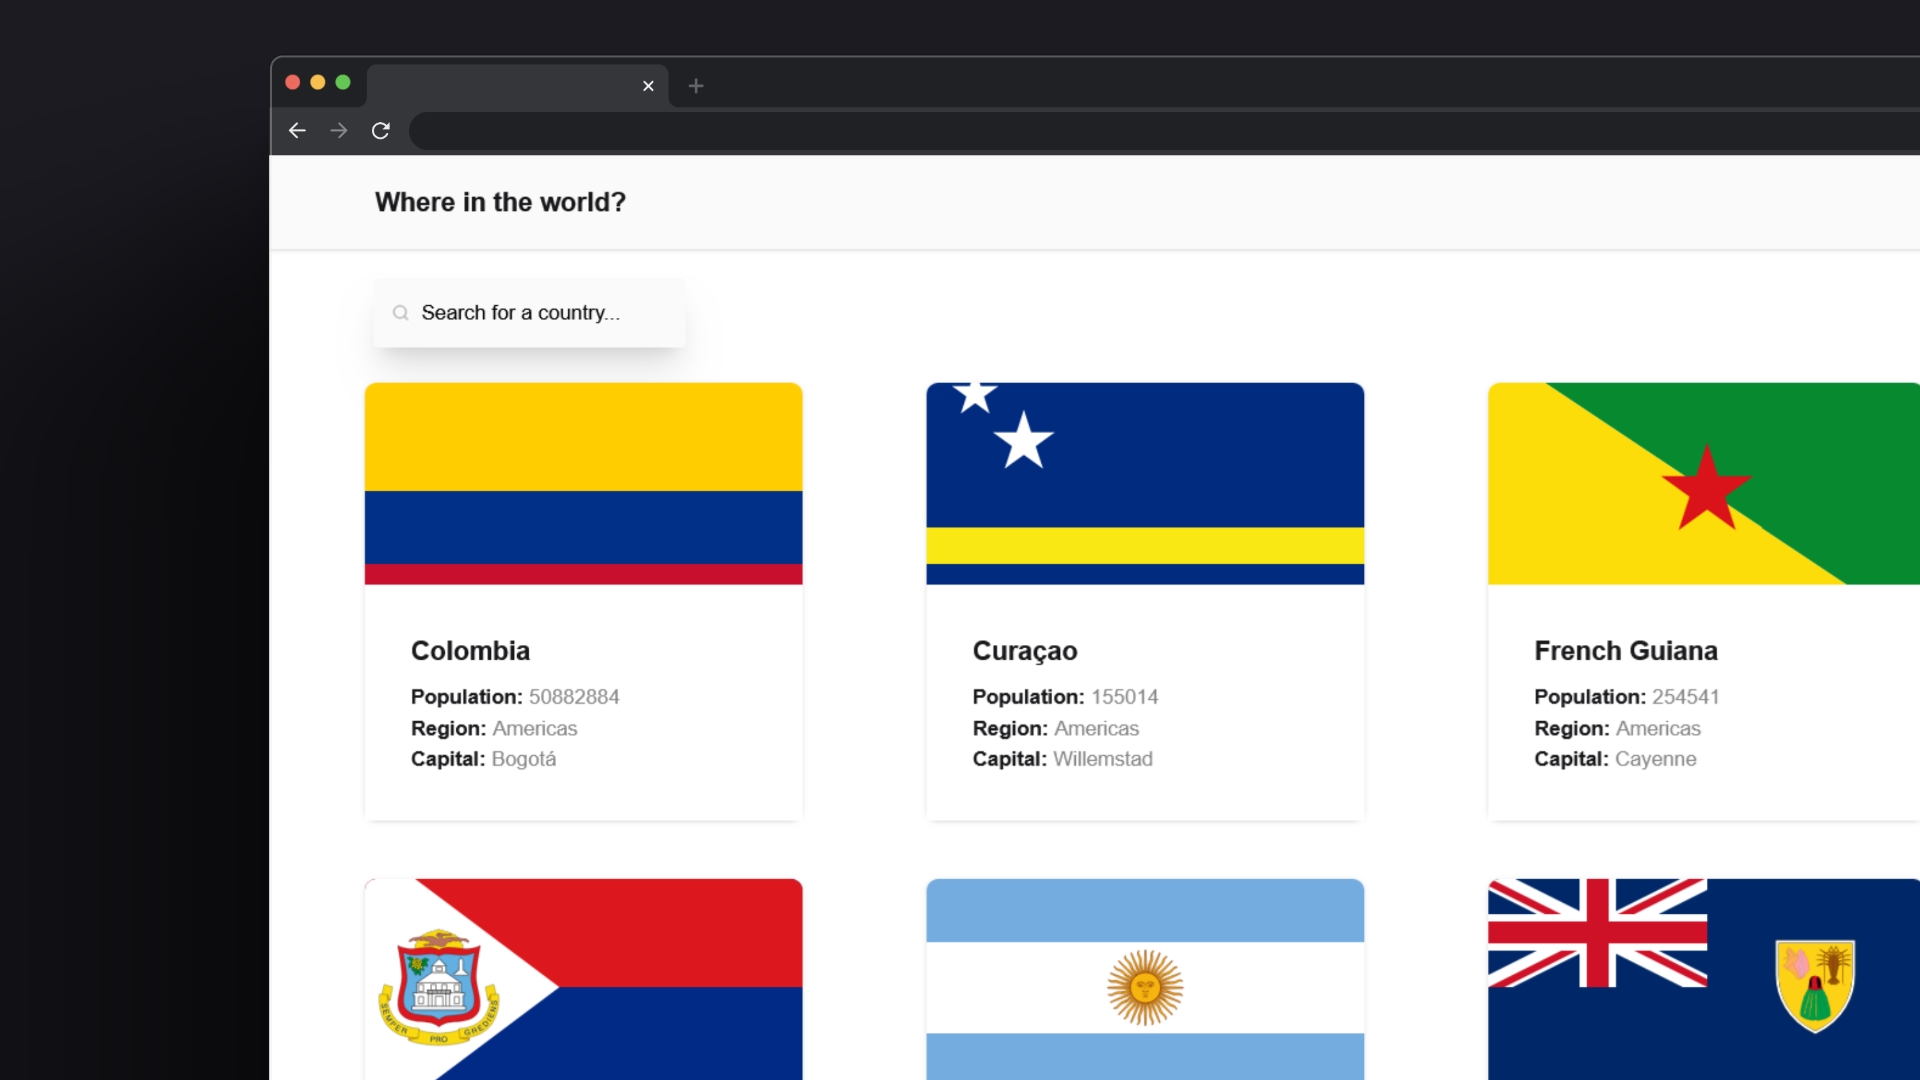 Where in the world?
Search for a country...
Colombia
Population: 50882884
Region: Americas
Capital: Bogotá
Curaçao
Population: 155014
Region: Americas
Capital: Willemstad
French Guiana
Population: 254541
Region: Americas
Capital: Cayenne
SEMPER PRO GREDIENS